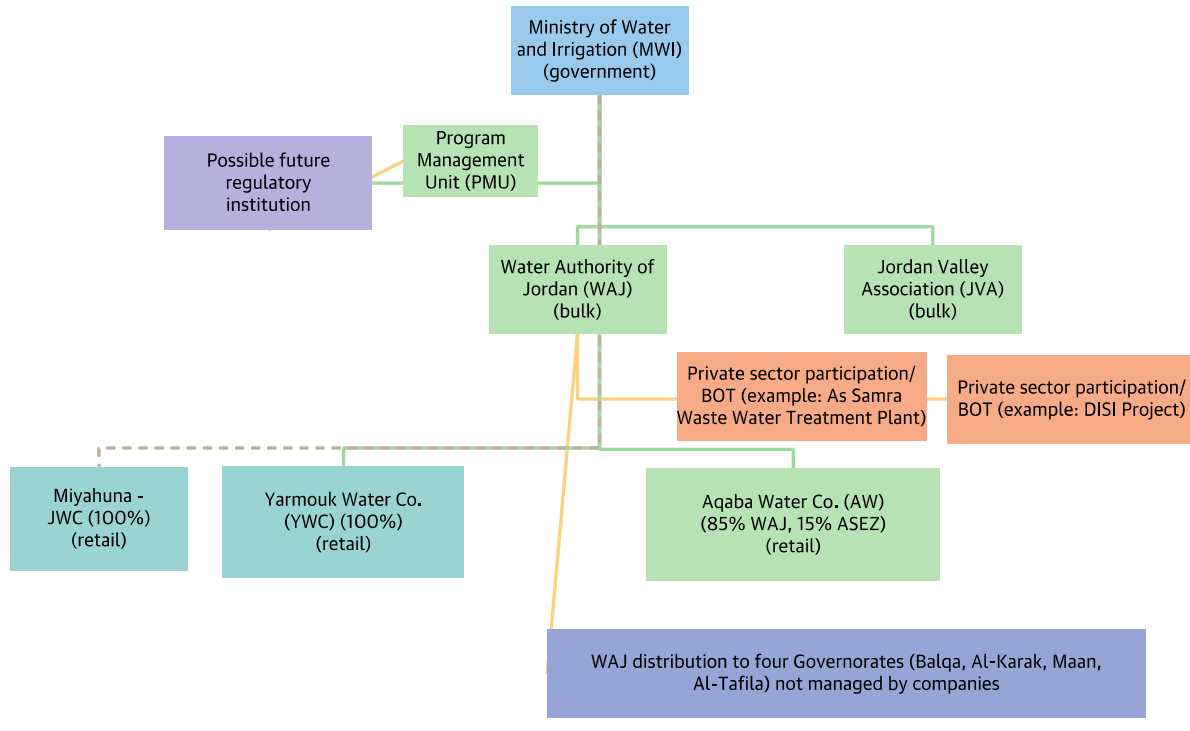 Ministry of Water
and Irrigation (MWI)
(government)
Program
Management
Unit (PMU)
Possible future
regulatory
institution
Water Authority of
Jordan (WAJ)
(bulk)
Jordan Valley
Association (JVA)
(bulk)
Private sector participation/
BOT (example: As Samra
Waste Water Treatment Plant)
Private sector participation/
BOT (example: DISI Project)
Miyahuna -
JWC (100%)
(retail)
Yarmouk Water Co.
(YWC) (100%)
(retail)
Aqaba Water Co. (AW)
(85% WAJ, 15% ASEZ)
(retail)
WAJ distribution to four Governorates (Balqa, Al-Karak, Maan,
Al-Tafila) not managed by companies